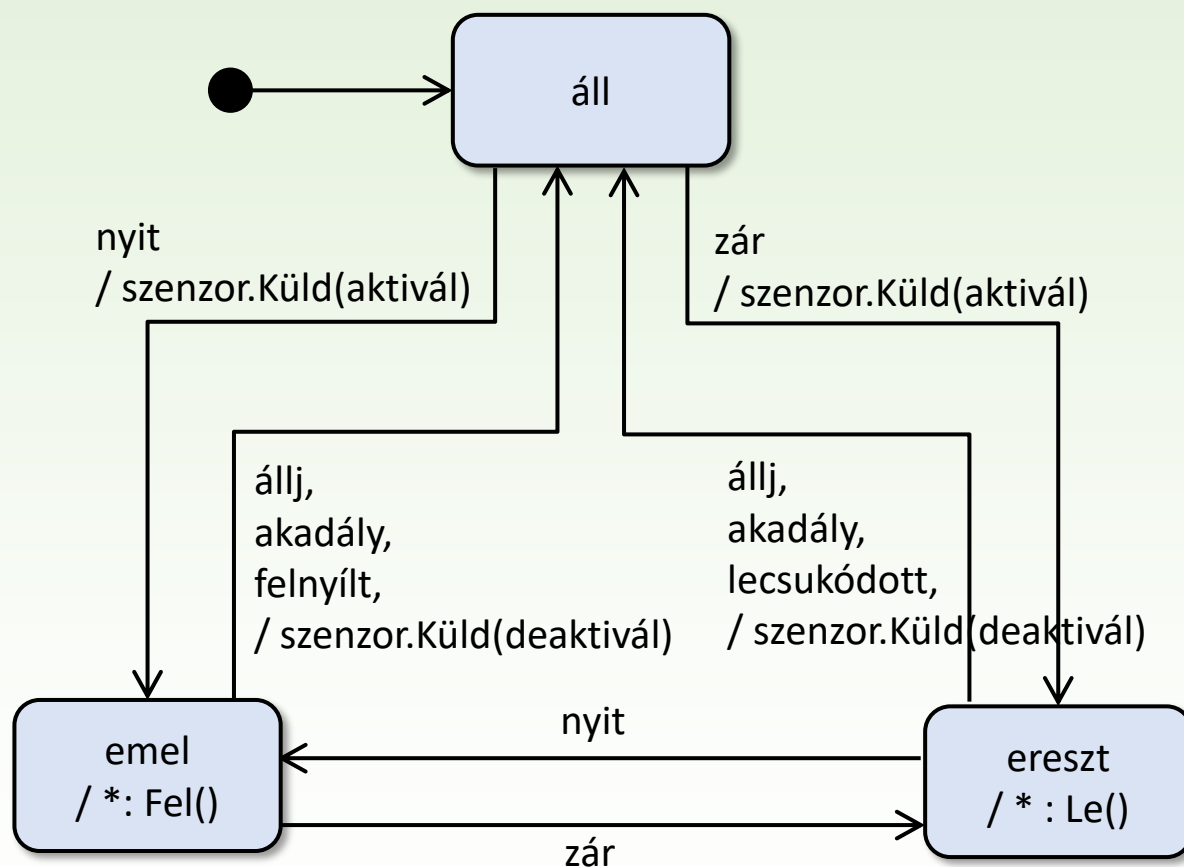 áll
nyit
/ szenzor.Küld(aktivál)
zár
/ szenzor.Küld(aktivál)
állj,
akadály,
felnyílt,
/ szenzor.Küld(deaktivál)
állj,
akadály,
lecsukódott,
/ szenzor.Küld(deaktivál)
emel
/ *: Fel()
nyit
zár
ereszt
/ * : Le()